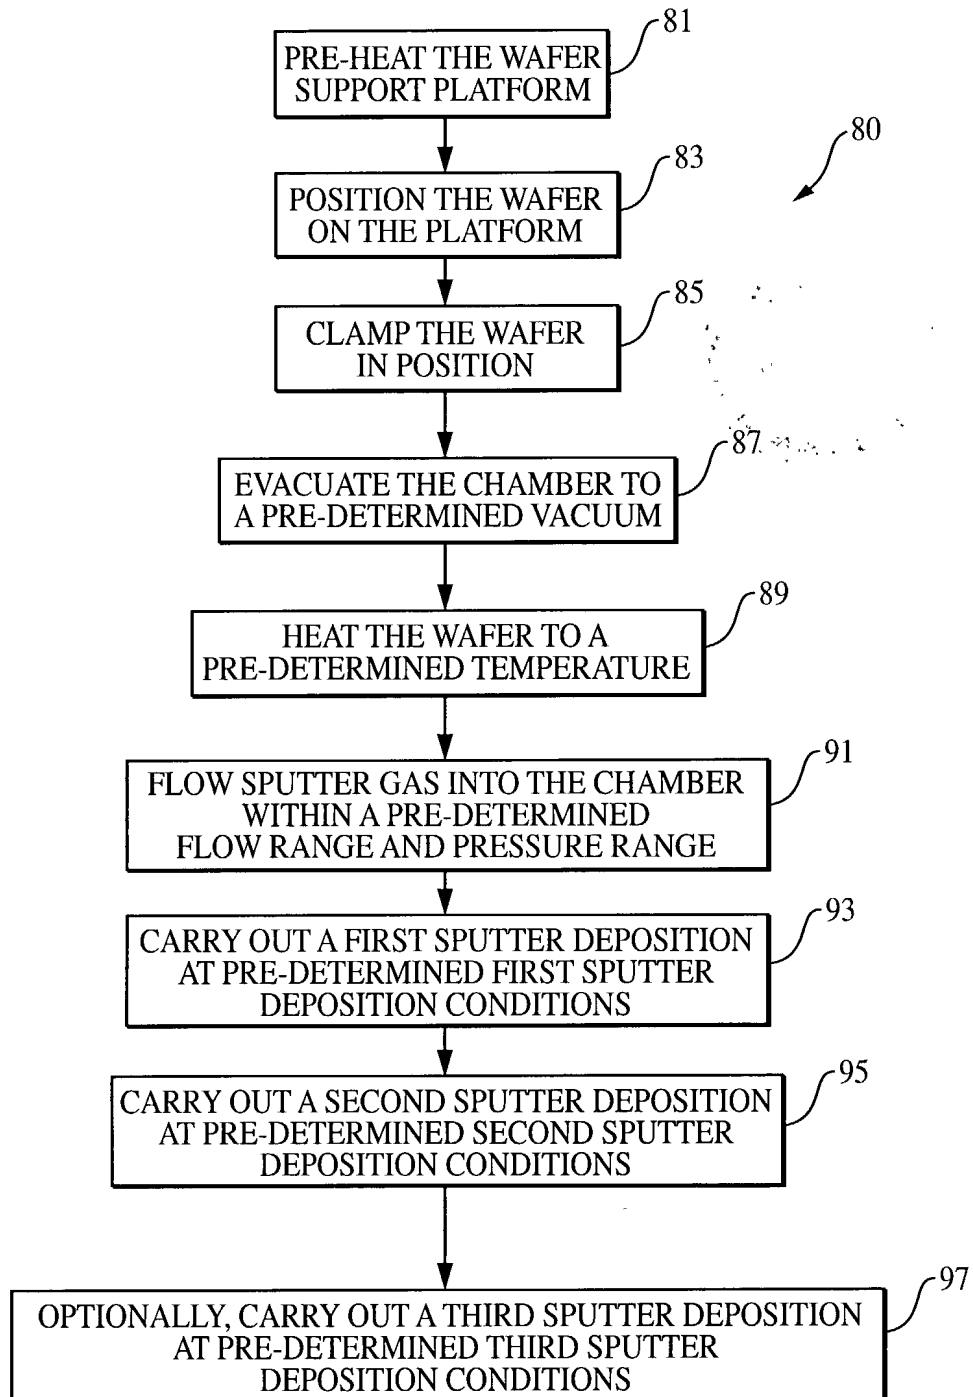 81
PRE-HEAT THE WAFER
SUPPORT PLATFORM
80
83
POSITION THE WAFER
ON THE PLATFORM
85
CLAMP THE WAFER
IN POSITION
87
EVACUATE THE CHAMBER TO
A PRE-DETERMINED VACUUM
89
HEAT THE WAFER TO A
PRE-DETERMINED TEMPERATURE
91
FLOW SPUTTER GAS INTO THE CHAMBER
WITHIN A PRE-DETERMINED
FLOW RANGE AND PRESSURE RANGE
93
CARRY OUT A FIRST SPUTTER DEPOSITION
AT PRE-DETERMINED FIRST SPUTTER
DEPOSITION CONDITIONS
95
CARRY OUT A SECOND SPUTTER DEPOSITION
AT PRE-DETERMINED SECOND SPUTTER
DEPOSITION CONDITIONS
97
OPTIONALLY, CARRY OUT A THIRD SPUTTER DEPOSITION
AT PRE-DETERMINED THIRD SPUTTER
DEPOSITION CONDITIONS